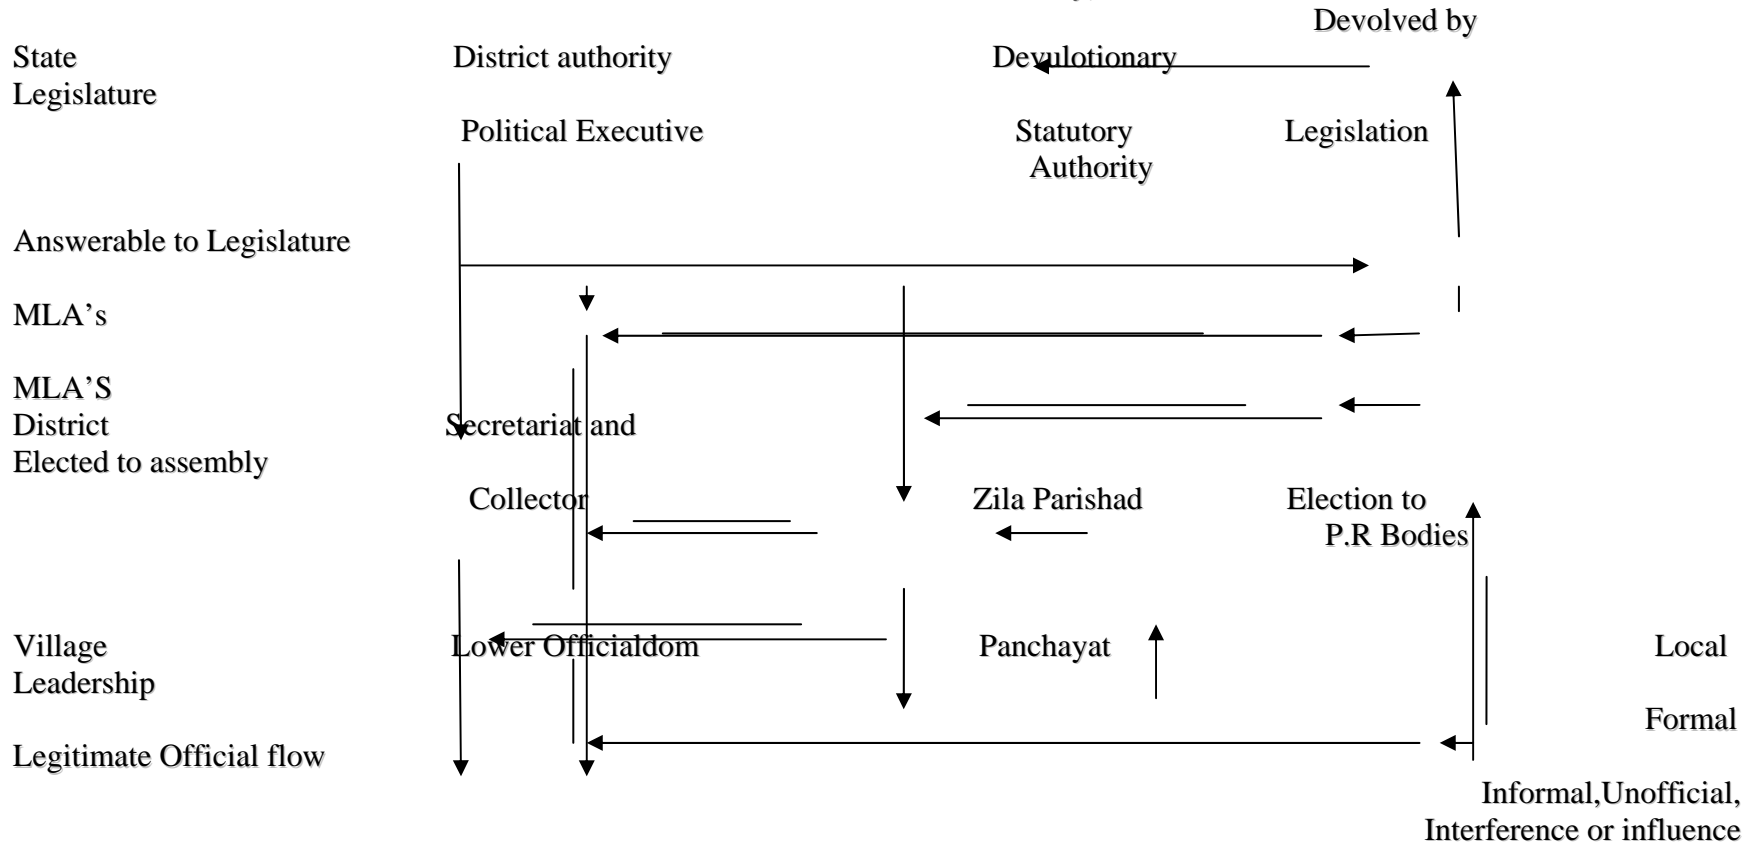 Devolved by
State District authority Devulotionary
Legislature
Political Executive Statutory Legislation
Authority
Answerable to Legislature
MLA’s
MLA’S
District Secretariat and
Elected to assembly
Collector Zila Parishad Election to
P.R Bodies
Village Lower Officialdom Panchayat Local
Leadership
Formal
Legitimate Official flow
Informal,Unofficial,
Interference or influence